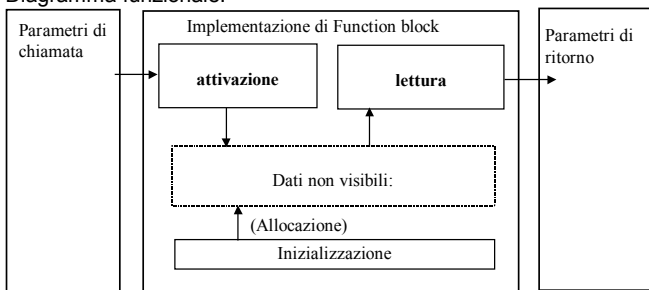 Diagramma funzionale:
Parametri di
chiamata
Implementazione di Function block
attivazione
lettura
Parametri di
ritorno
Dati non visibili:
(Allocazione)
Inizializzazione